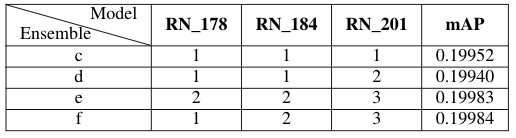 Model
Ensemble RN_178 RN_184 RN_201 mAP
c 1 1 1 0.19952
d 1 1 2 0.19940
e 2 2 3 0.19983
f 1 2 3 0.19984